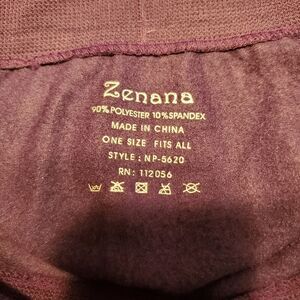 Zenana
90% POLYESTER 10% SPANDEX
MADE IN CHINA
ONE SIZE FITS ALL
STYLE : NP-5620
RN: 112056